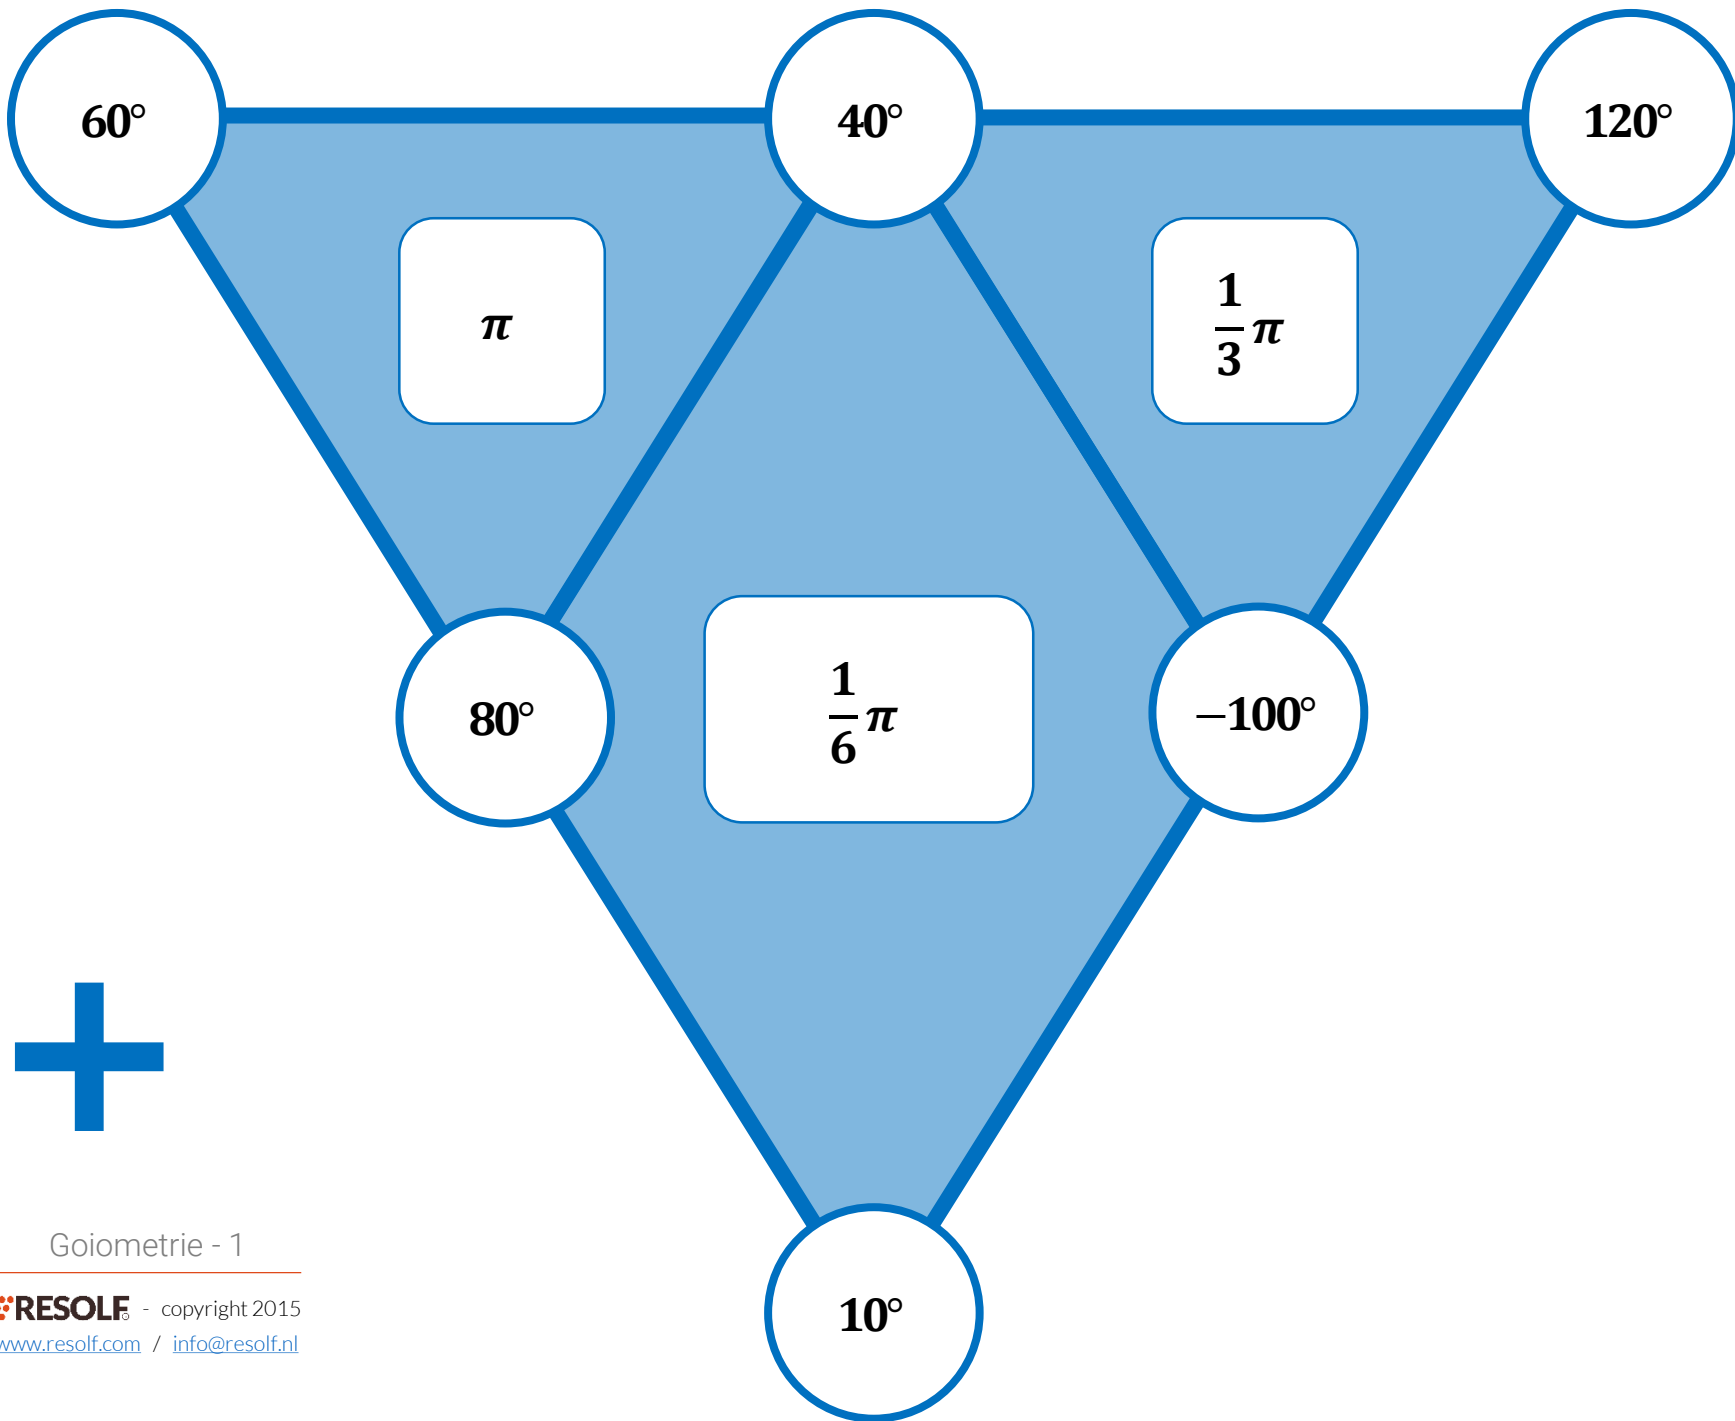 60° 40° 120°
π 1/3 π
80° 1/6 π −100°
10°
Goiometrie - 1
RESOLF - copyright 2015
www.resolf.com / info@resolf.nl